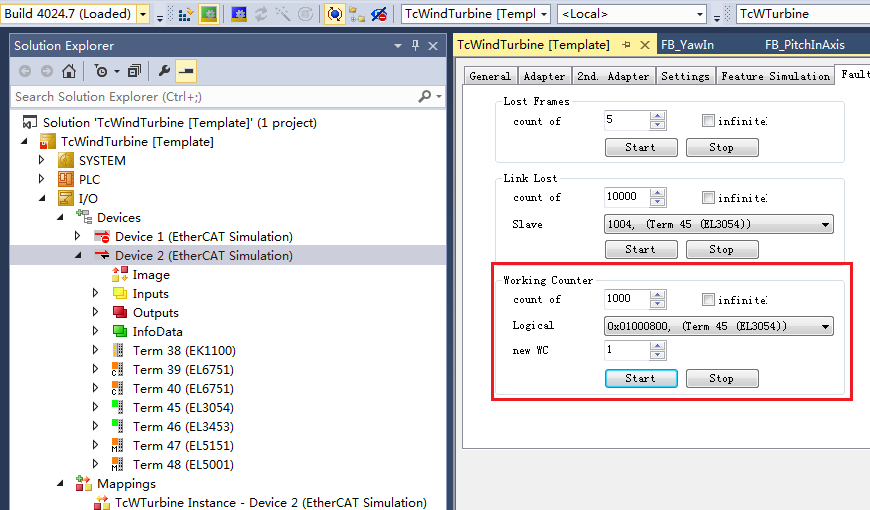 Build 4024.7 (Loaded)
TcWindTurbine [Templ
<Local>
TcWTurbine
Solution Explorer
Search Solution Explorer (Ctrl+;)
Solution 'TcWindTurbine [Template]' (1 project)
TcWindTurbine [Template]
SYSTEM
PLC
I/O
Devices
Device 1 (EtherCAT Simulation)
Device 2 (EtherCAT Simulation)
Image
Inputs
Outputs
InfoData
Term 38 (EK1100)
Term 39 (EL6751)
Term 40 (EL6751)
Term 45 (EL3054)
Term 46 (EL3453)
Term 47 (EL5151)
Term 48 (EL5001)
Mappings
TcWTurbine Instance - Device 2 (EtherCAT Simulation)
TcWindTurbine [Template]
FB_YawIn
FB_PitchInAxis
General
Adapter
2nd. Adapter
Settings
Feature Simulation
Fault
Lost Frames
count of
5
infinite:
Start
Stop
Link Lost
count of
10000
infinite:
Slave
1004, (Term 45 (EL3054))
Start
Stop
Working Counter
count of
1000
infinite:
Logical
0x01000800, (Term 45 (EL3054))
new WC
1
Start
Stop